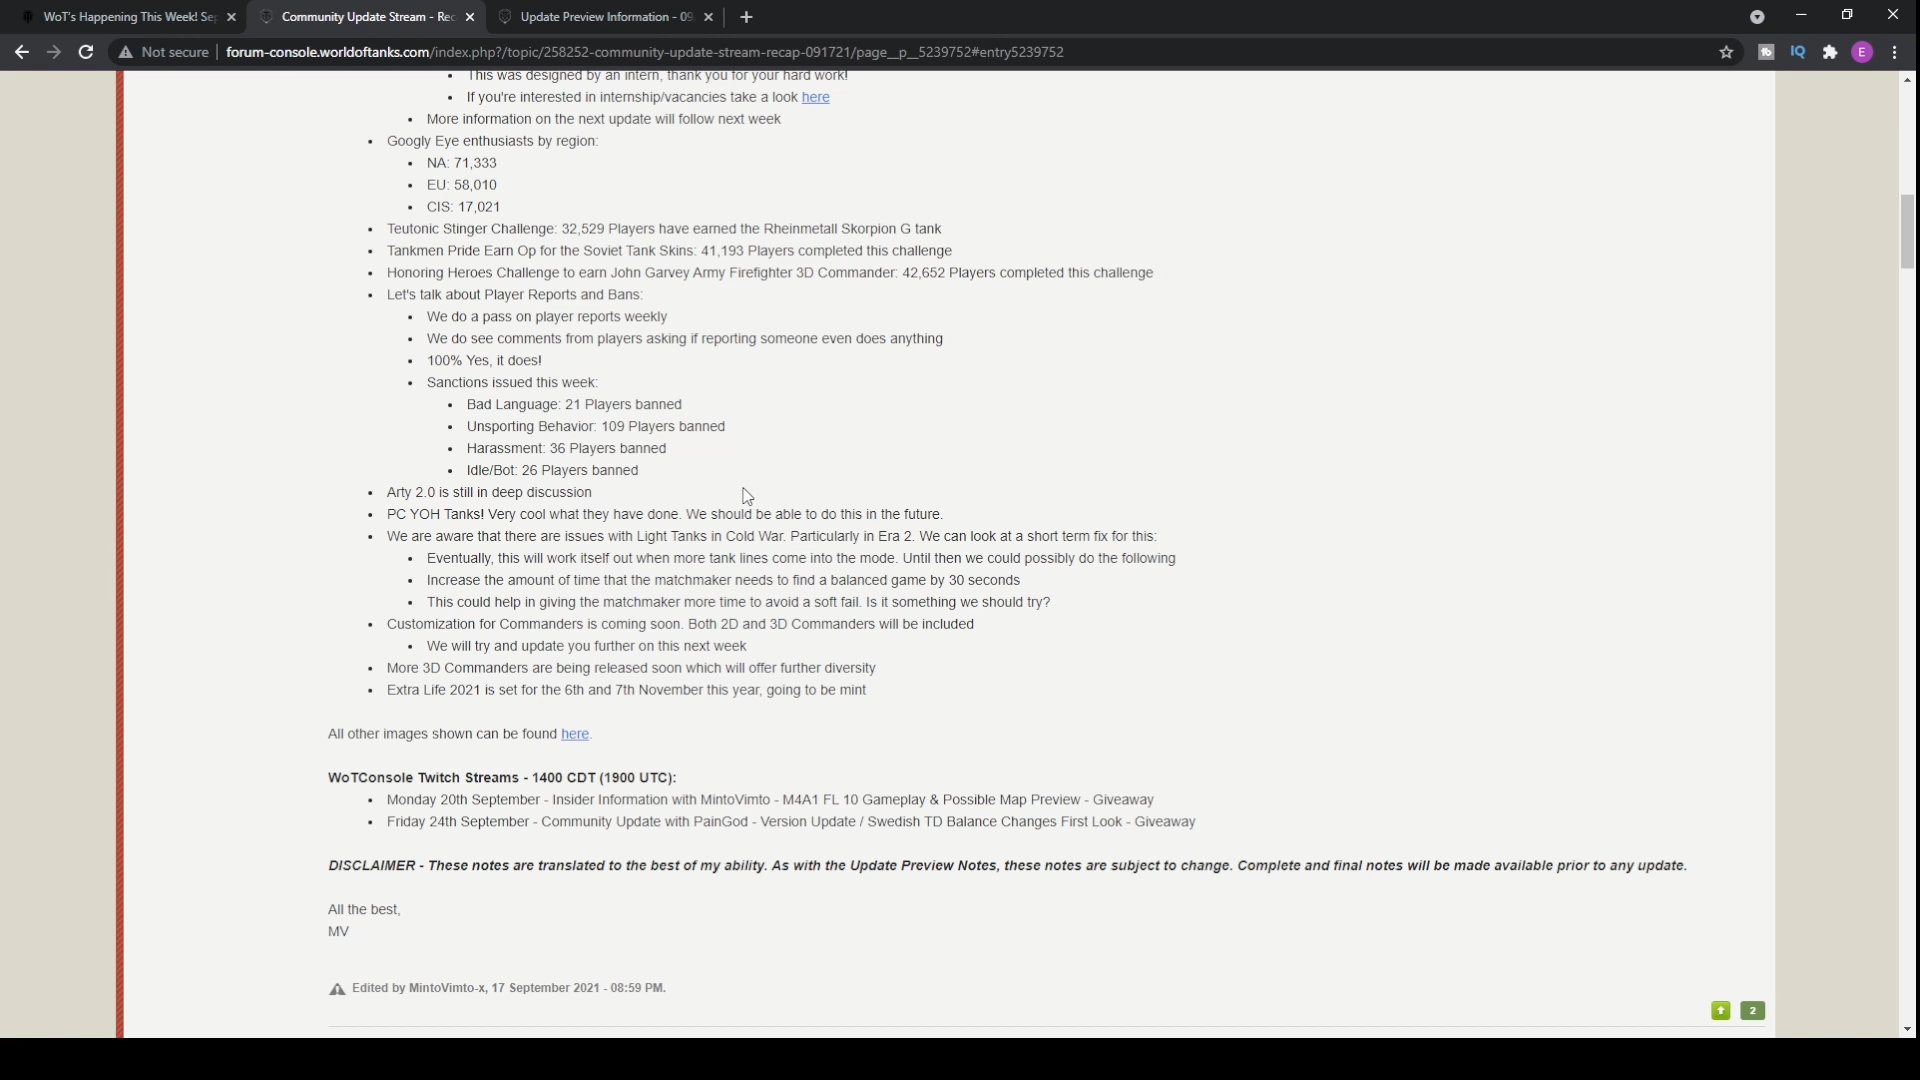 WoT's Happening This Week! Se
Community Update Stream - Rec
Update Preview Information - 09
Not secure
forum-console.worldoftanks.com/index.php?/topic/258252-community-update-stream-recap-091721/page__p__5239752#entry5239752
IQ
E
This was designed by an intern, thank you for your hard work!
If you're interested in internship/vacancies take a look here
More information on the next update will follow next week
Googly Eye enthusiasts by region:
NA: 71,333
EU: 58,010
CIS: 17,021
Teutonic Stinger Challenge: 32,529 Players have earned the Rheinmetall Skorpion G tank
Tankmen Pride Earn Op for the Soviet Tank Skins: 41,193 Players completed this challenge
Honoring Heroes Challenge to earn John Garvey Army Firefighter 3D Commander: 42,652 Players completed this challenge
Let's talk about Player Reports and Bans:
We do a pass on player reports weekly
We do see comments from players asking if reporting someone even does anything
100% Yes, it does!
Sanctions issued this week:
Bad Language: 21 Players banned
Unsporting Behavior: 109 Players banned
Harassment: 36 Players banned
Idle/Bot: 26 Players banned
Arty 2.0 is still in deep discussion
PC YOH Tanks! Very cool what they have done. We should be able to do this in the future.
We are aware that there are issues with Light Tanks in Cold War. Particularly in Era 2. We can look at a short term fix for this:
Eventually, this will work itself out when more tank lines come into the mode. Until then we could possibly do the following
Increase the amount of time that the matchmaker needs to find a balanced game by 30 seconds
This could help in giving the matchmaker more time to avoid a soft fail. Is it something we should try?
Customization for Commanders is coming soon. Both 2D and 3D Commanders will be included
We will try and update you further on this next week
More 3D Commanders are being released soon which will offer further diversity
Extra Life 2021 is set for the 6th and 7th November this year, going to be mint
All other images shown can be found here.
WoTConsole Twitch Streams - 1400 CDT (1900 UTC):
Monday 20th September - Insider Information with MintoVimto - M4A1 FL 10 Gameplay & Possible Map Preview - Giveaway
Friday 24th September - Community Update with PainGod - Version Update / Swedish TD Balance Changes First Look - Giveaway
DISCLAIMER - These notes are translated to the best of my ability. As with the Update Preview Notes, these notes are subject to change. Complete and final notes will be made available prior to any update.
All the best,
MV
Edited by MintoVimto-x, 17 September 2021 - 08:59 PM.
2